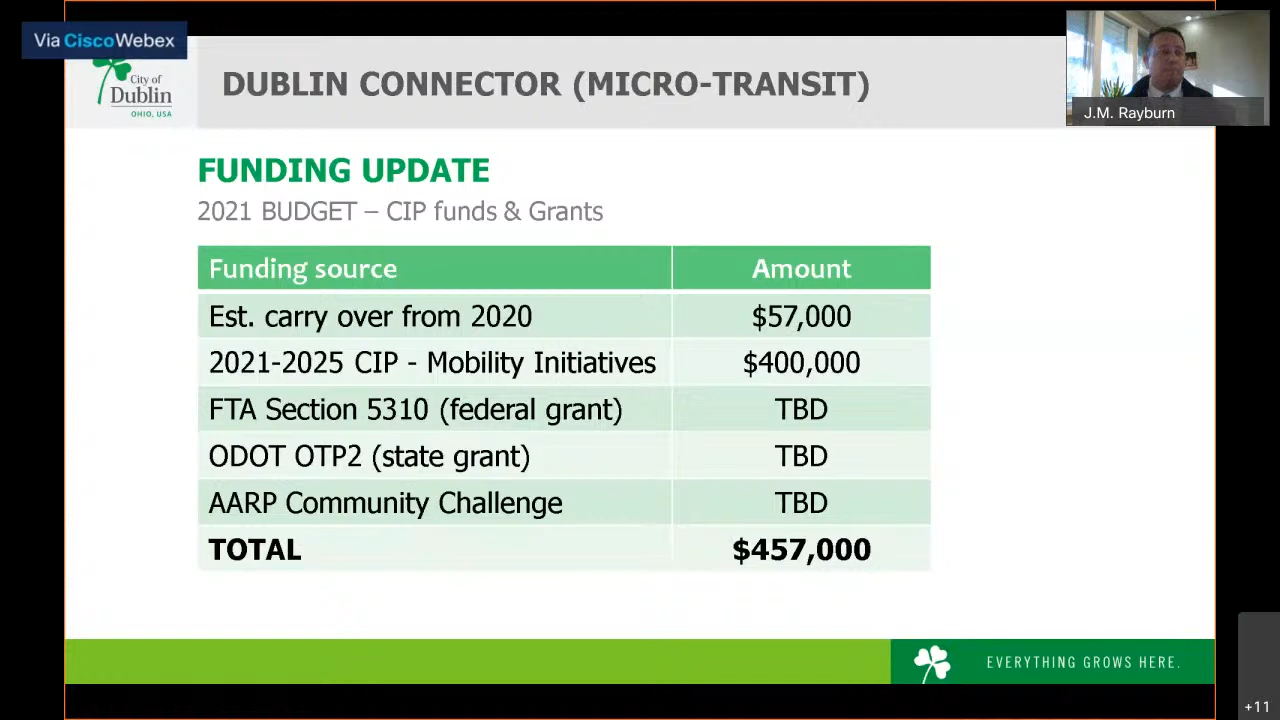 Via Cisco Webex
City of
Dublin
OHIO, USA
DUBLIN CONNECTOR (MICRO-TRANSIT)
J.M. Rayburn
FUNDING UPDATE
2021 BUDGET – CIP funds & Grants
Funding source Amount
Est. carry over from 2020 $57,000
2021-2025 CIP - Mobility Initiatives $400,000
FTA Section 5310 (federal grant) TBD
ODOT OTP2 (state grant) TBD
AARP Community Challenge TBD
TOTAL $457,000
EVERYTHING GROWS HERE.
+11